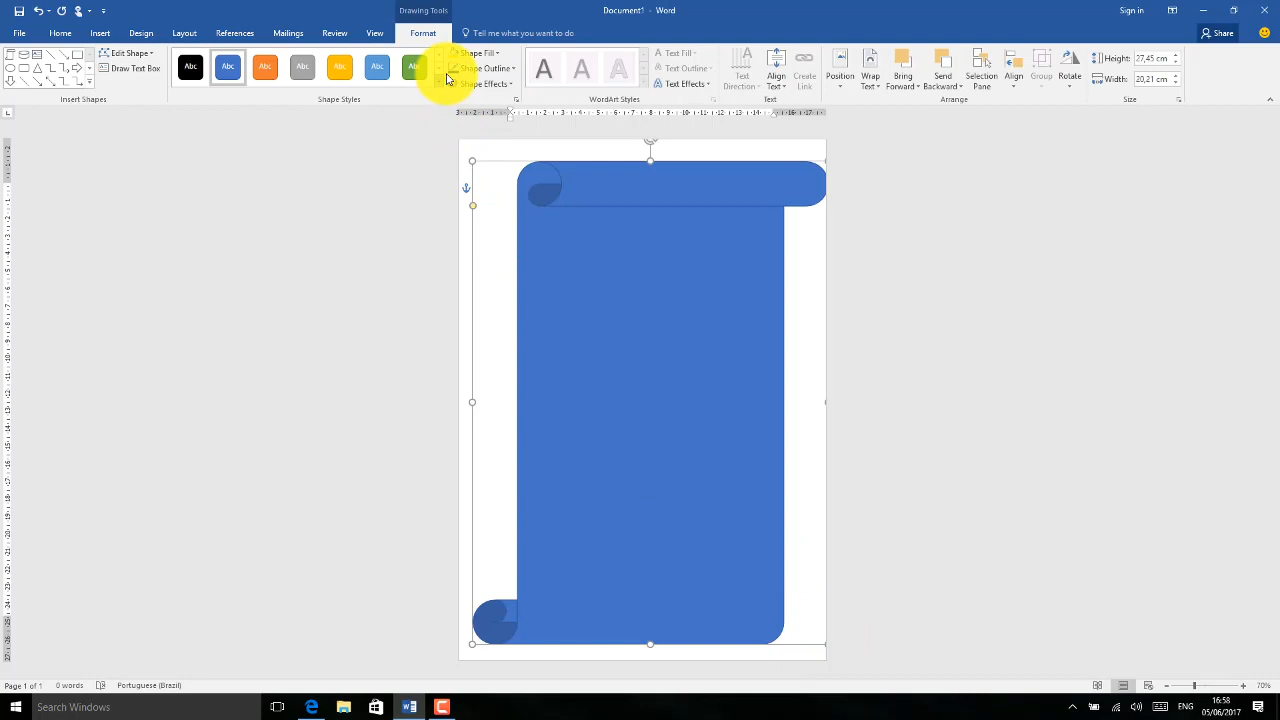 Drawing Tools
Document1 - Word
Sign in
File
Home
Insert
Design
Layout
References
Mailings
Review
View
Format
Tell me what you want to do
Share
Edit Shape
Draw Text Box
Insert Shapes
Abc Abc Abc Abc Abc Abc Abc
Shape Styles
Shape Fill
Shape Outline
Shape Effects
WordArt Styles
Text Fill
Text Outline
Text Effects
Text Direction
Align Text
Create Link
Text
Position
Wrap Text
Bring Forward
Send Backward
Selection Pane
Align
Group
Rotate
Arrange
Height: 27,45 cm
Width: 20,21 cm
Size
Page 1 of 1
0 words
Portuguese (Brazil)
70%
Search Windows
ENG
16:58
05/06/2017